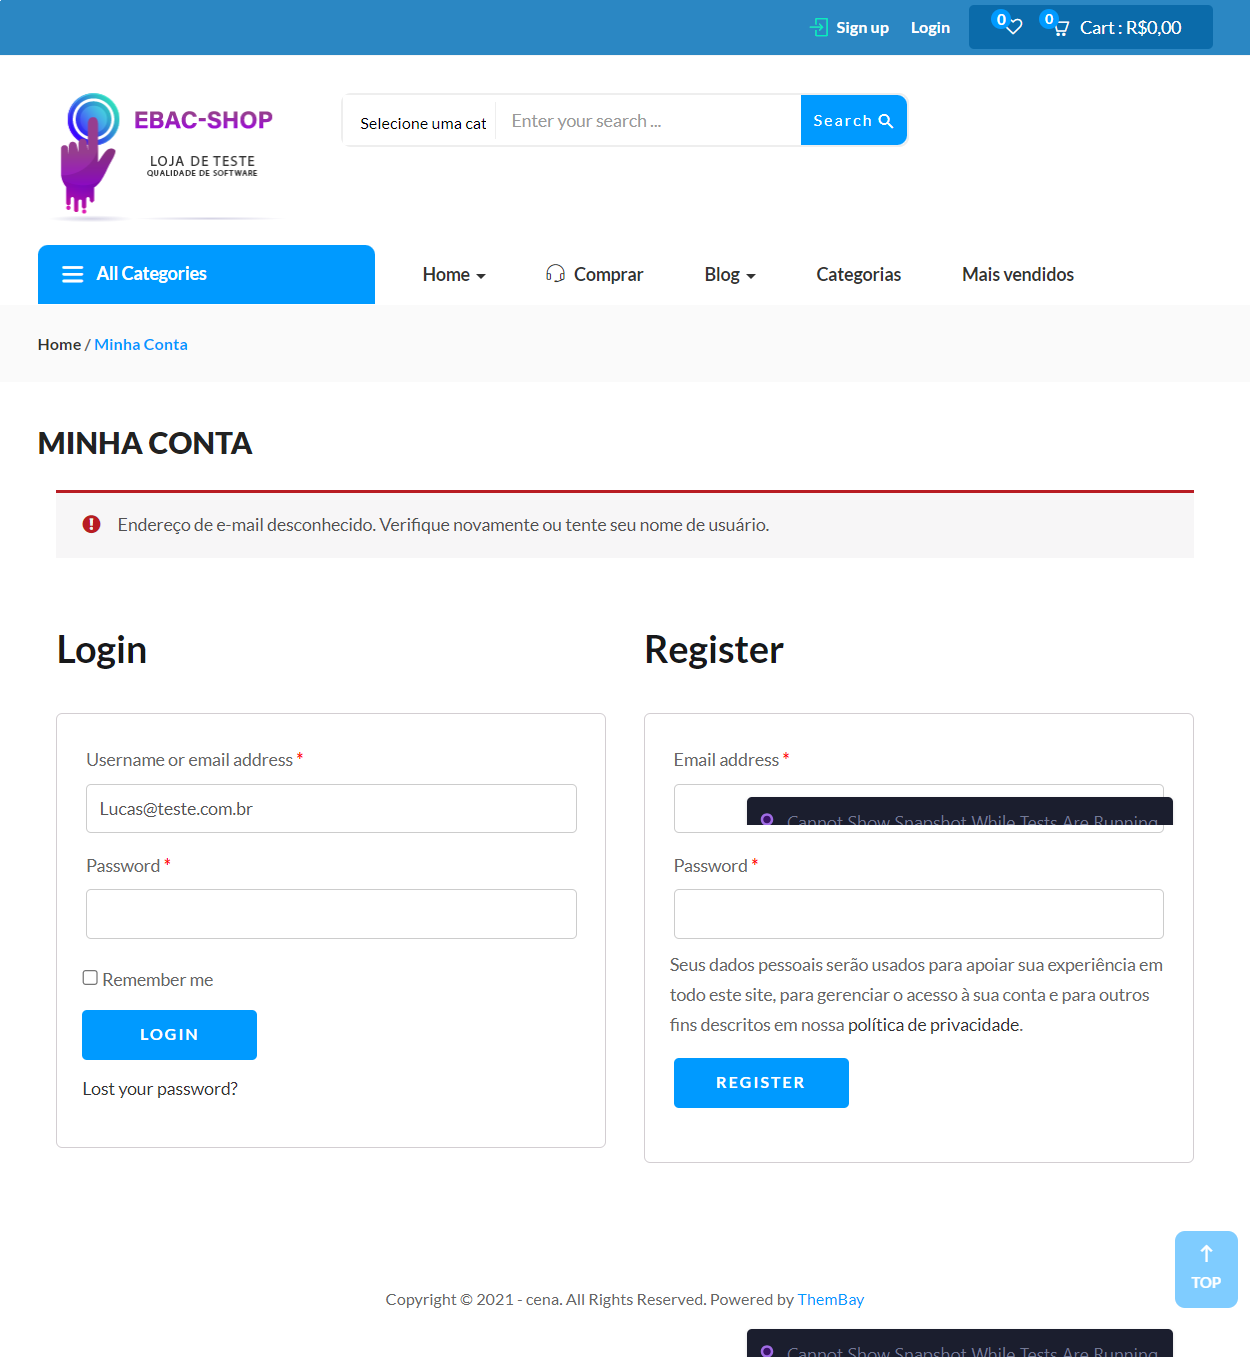 Sign up
Login
0
0
Cart : R$0,00
EBAC-SHOP
LOJA DE TESTE
QUALIDADE DE SOFTWARE
Selecione uma cat
Enter your search ...
Search
All Categories
Home
Comprar
Blog
Categorias
Mais vendidos
Home / Minha Conta
MINHA CONTA
Endereço de e-mail desconhecido. Verifique novamente ou tente seu nome de usuário.
Login
Username or email address *
Lucas@teste.com.br
Password *
Remember me
LOGIN
Lost your password?
Register
Email address *
Cannot Show Snapshot While Tests Are Running
Password *
Seus dados pessoais serão usados para apoiar sua experiência em
todo este site, para gerenciar o acesso à sua conta e para outros
fins descritos em nossa política de privacidade.
REGISTER
TOP
Copyright © 2021 - cena. All Rights Reserved. Powered by ThemBay
Cannot Show Snapshot While Tests Are Running